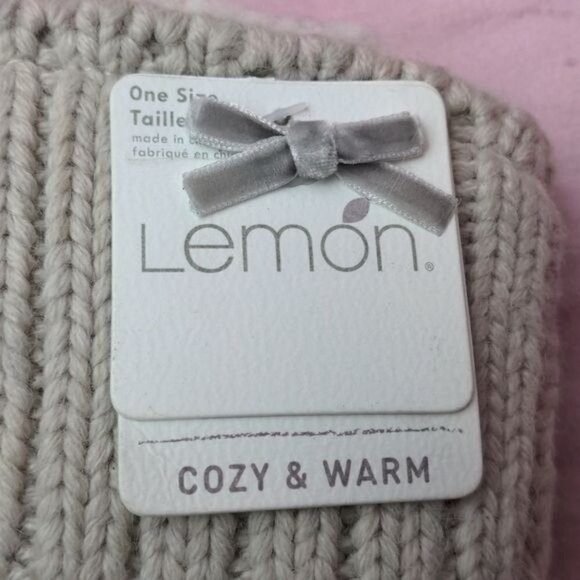 One Size
Taille
made in
fabriqué en
Lemon®
COZY & WARM